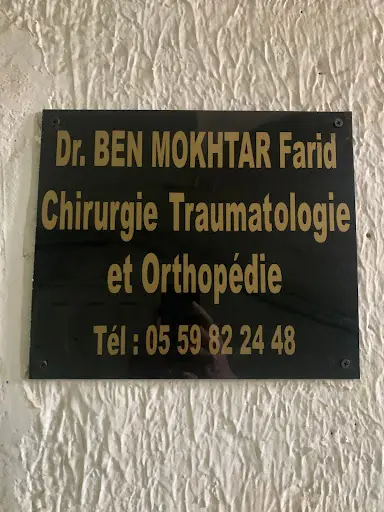 Dr. BEN MOKHTAR Farid
Chirurgie Traumatologie
et Orthopédie
Tél : 05 59 82 24 48